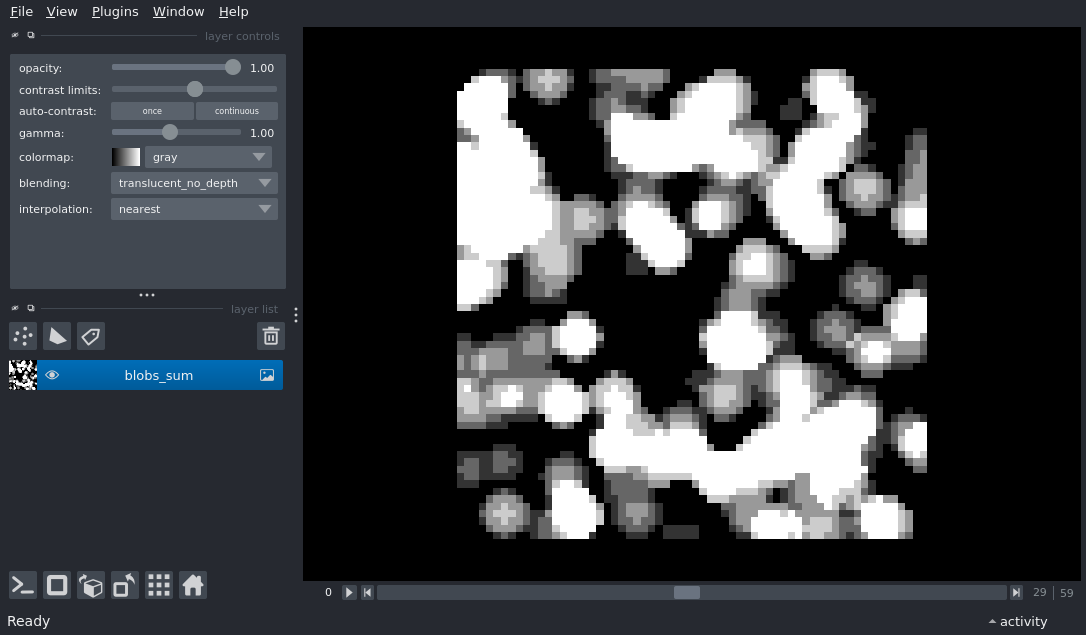 File View Plugins Window Help
layer controls
opacity: 1.00
contrast limits:
auto-contrast: once continuous
gamma: 1.00
colormap: gray
blending: translucent_no_depth
interpolation: nearest
layer list
blobs_sum
0 29 59
Ready activity